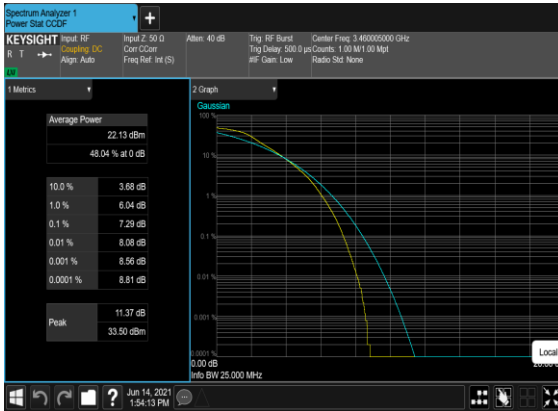 Spectrum Analyzer 1
Power Stat CCDF
KEYSIGHT
R T
LXI
Input: RF
Coupling: DC
Align: Auto
Input Z: 50 Ω
Corr CCorr
Freq Ref: Int (S)
Atten: 40 dB
Trig: RF Burst
Trig Delay: 500.0 µs
#IF Gain: Low
Center Freq: 3.460005000 GHz
Counts: 1.00 M/1.00 Mpt
Radio Std: None
1 Metrics
Average Power
22.13 dBm
48.04 % at 0 dB
10.0 % 3.68 dB
1.0 % 6.04 dB
0.1 % 7.29 dB
0.01 % 8.08 dB
0.001 % 8.56 dB
0.0001 % 8.81 dB
Peak
11.37 dB
33.50 dBm
2 Graph
Gaussian
100 %
10 %
1 %
0.1 %
0.01 %
0.001 %
0.0001 %
0.00 dB
Info BW 25.000 MHz
Local
Jun 14, 2021
1:54:13 PM